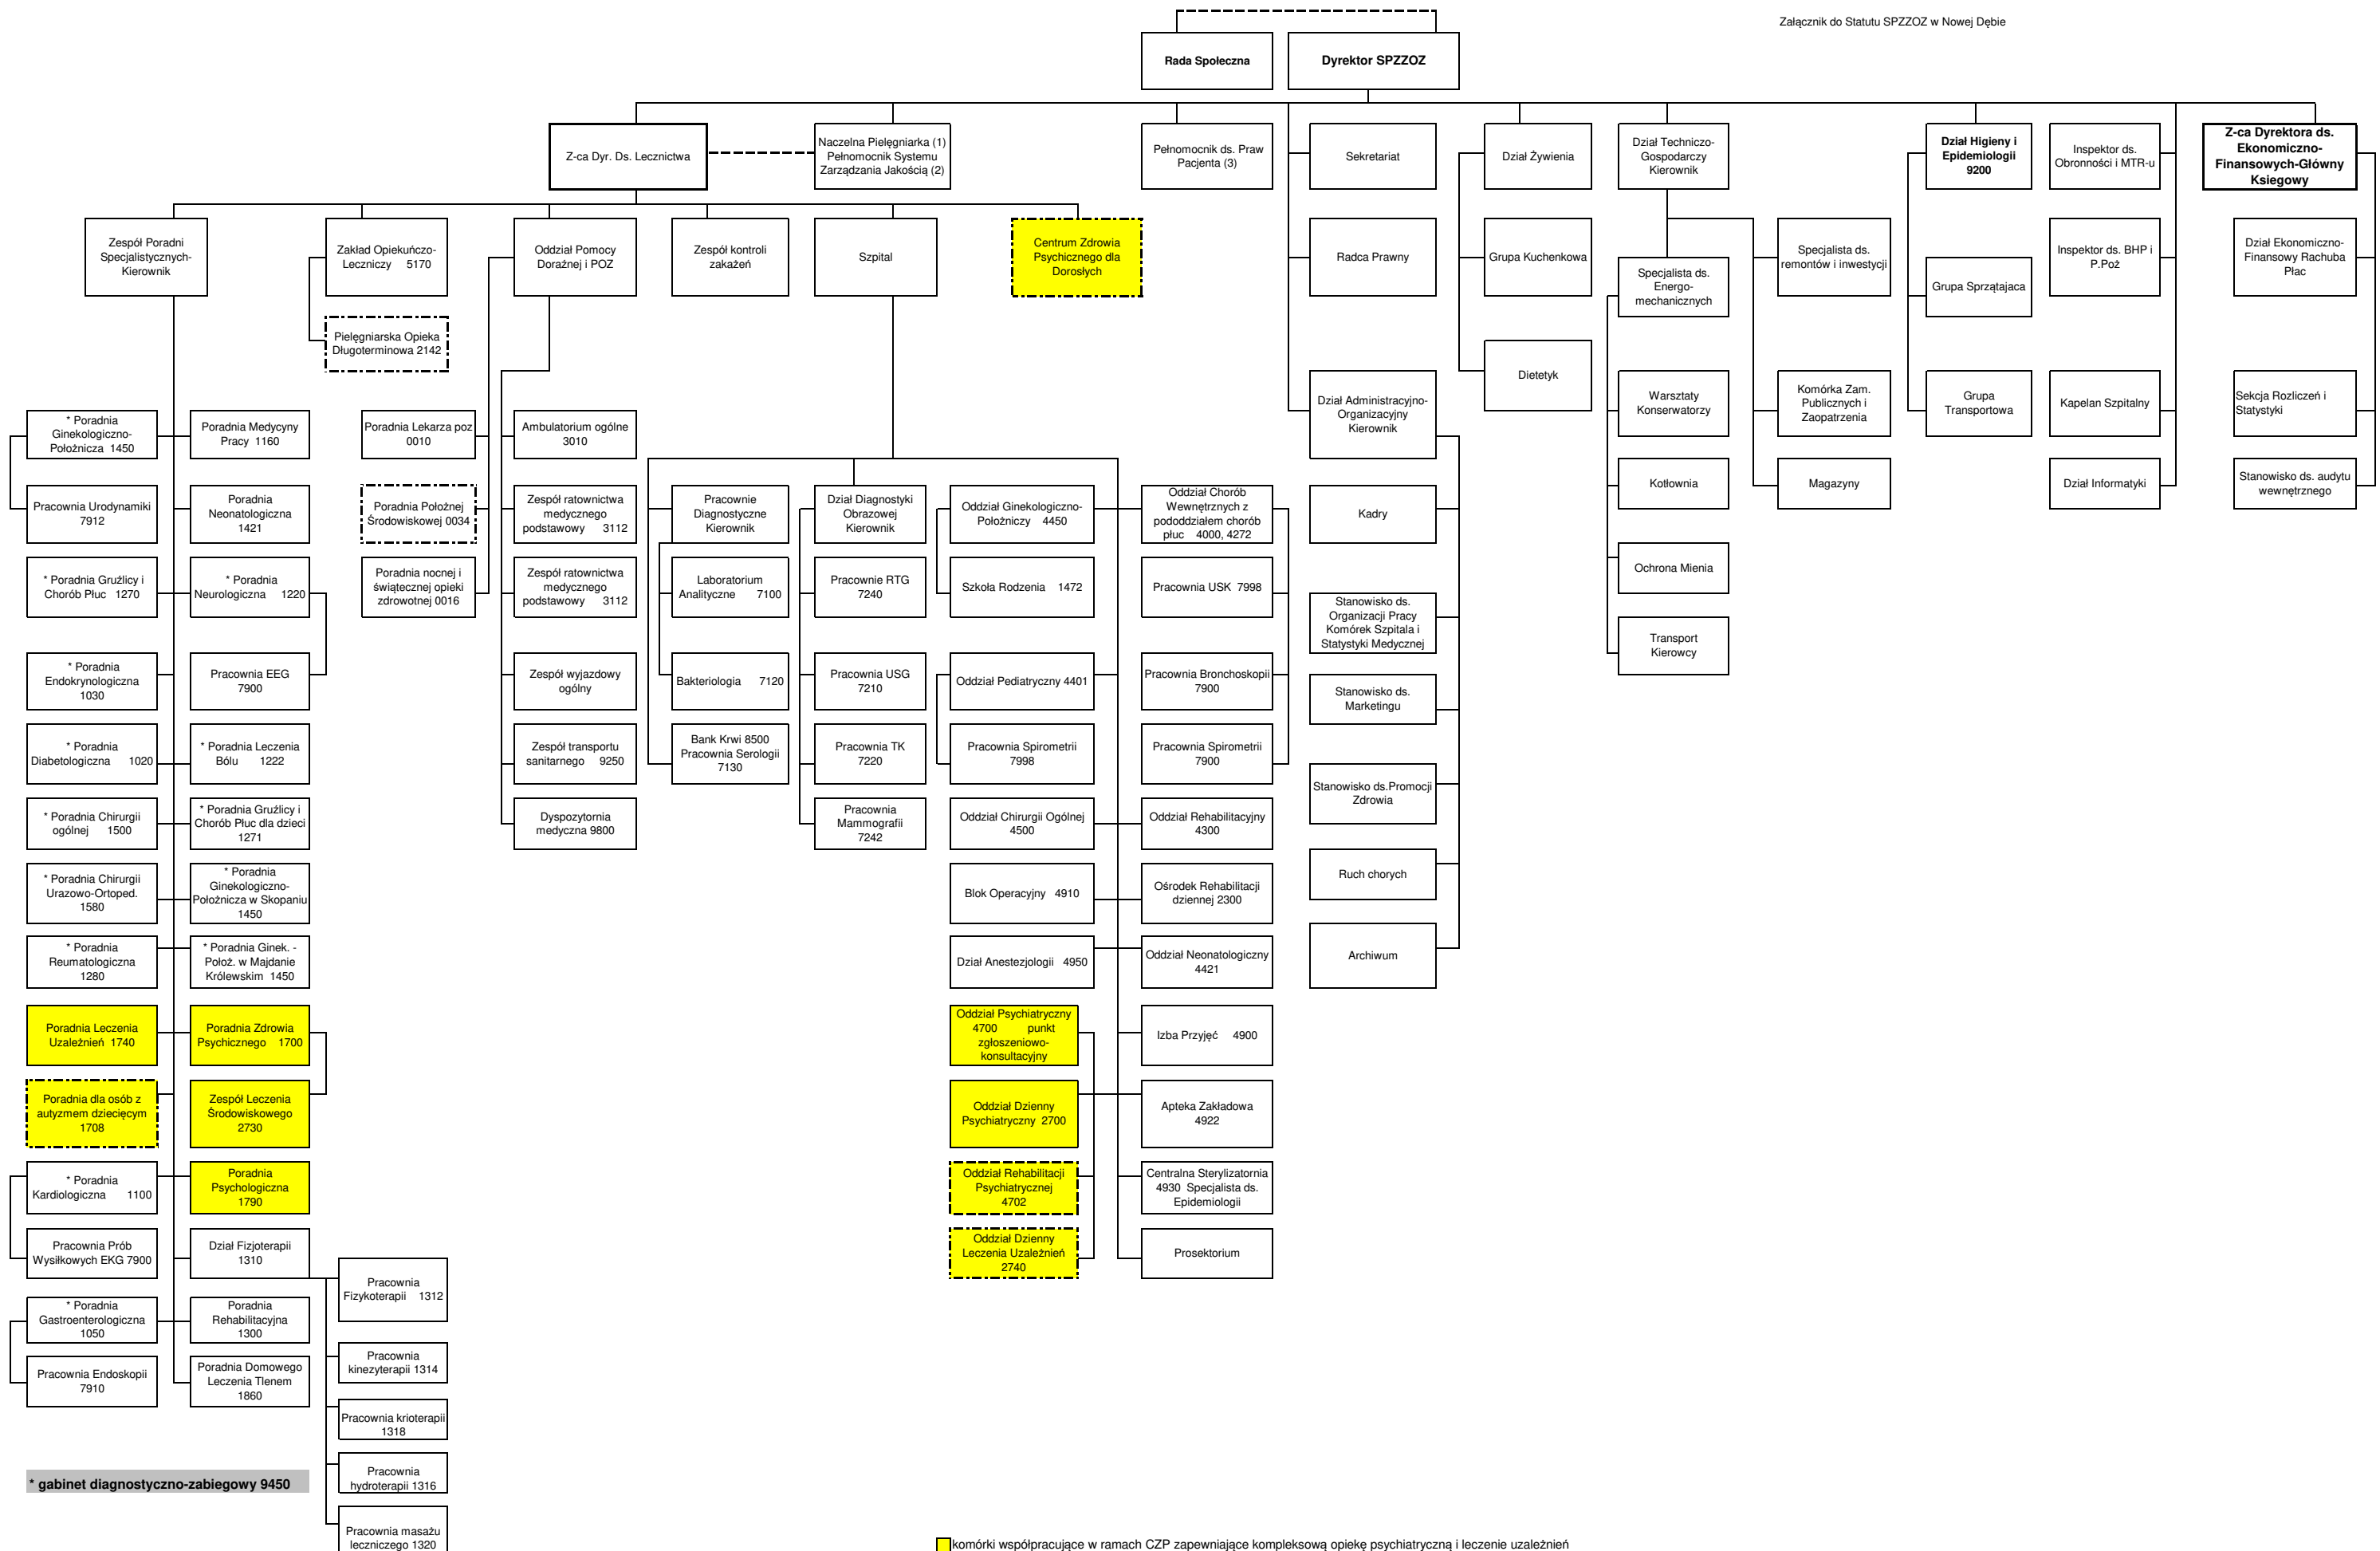 Załącznik do Statutu SPZZOZ w Nowej Dębie
Rada Społeczna
Dyrektor SPZZOZ
Z-ca Dyr. Ds. Lecznictwa
Naczelna Pielęgniarka (1)
Pełnomocnik Systemu
Zarządzania Jakością (2)
Pełnomocnik ds. Praw
Pacjenta (3)
Sekretariat
Dział Żywienia
Dział Techniczo-
Gospodarczy
Kierownik
Dział Higieny i
Epidemiologii
9200
Inspektor ds.
Obronności i MTR-u
Z-ca Dyrektora ds.
Ekonomiczno-
Finansowych-Główny
Ksiegowy
Zespół Poradni
Specjalistycznych-
Kierownik
Zakład Opiekuńczo-
Leczniczy 5170
Oddział Pomocy
Doraźnej i POZ
Zespół kontroli
zakażeń
Szpital
Centrum Zdrowia
Psychicznego dla
Dorosłych
Radca Prawny
Grupa Kuchenkowa
Specjalista ds.
Energo-
mechanicznych
Specjalista ds.
remontów i inwestycji
Grupa Sprzątajaca
Inspektor ds. BHP i
P.Poż
Dział Ekonomiczno-
Finansowy Rachuba
Płac
Pielęgniarska Opieka
Długoterminowa 2142
Dział Administracyjno-
Organizacyjny
Kierownik
Dietetyk
Warsztaty
Konserwatorzy
Komórka Zam.
Publicznych i
Zaopatrzenia
Grupa
Transportowa
Kapelan Szpitalny
Sekcja Rozliczeń i
Statystyki
* Poradnia
Ginekologiczno-
Położnicza 1450
Poradnia Medycyny
Pracy 1160
Poradnia Lekarza poz
0010
Ambulatorium ogólne
3010
Kotłownia
Magazyny
Dział Informatyki
Stanowisko ds. audytu
wewnętrznego
Pracownia Urodynamiki
7912
Poradnia
Neonatologiczna
1421
Poradnia Położnej
Środowiskowej 0034
Zespół ratownictwa
medycznego
podstawowy 3112
Pracownie
Diagnostyczne
Kierownik
Dział Diagnostyki
Obrazowej
Kierownik
Oddział Ginekologiczno-
Położniczy 4450
Oddział Chorób
Wewnętrznych z
pododdziałem chorób
płuc 4000, 4272
Kadry
Ochrona Mienia
* Poradnia Gruźlicy i
Chorób Płuc 1270
* Poradnia
Neurologiczna 1220
Poradnia nocnej i
świątecznej opieki
zdrowotnej 0016
Zespół ratownictwa
medycznego
podstawowy 3112
Laboratorium
Analityczne 7100
Pracownie RTG
7240
Szkoła Rodzenia 1472
Pracownia USK 7998
Stanowisko ds.
Organizacji Pracy
Komórek Szpitala i
Statystyki Medycznej
Transport
Kierowcy
* Poradnia
Endokrynologiczna
1030
Pracownia EEG
7900
Zespół wyjazdowy
ogólny
Bakteriologia 7120
Pracownia USG
7210
Oddział Pediatryczny 4401
Pracownia Bronchoskopii
7900
Stanowisko ds.
Marketingu
* Poradnia
Diabetologiczna 1020
* Poradnia Leczenia
Bólu 1222
Zespół transportu
sanitarnego 9250
Bank Krwi 8500
Pracownia Serologii
7130
Pracownia TK
7220
Pracownia Spirometrii
7998
Pracownia Spirometrii
7900
Stanowisko ds.Promocji
Zdrowia
* Poradnia Chirurgii
ogólnej 1500
* Poradnia Gruźlicy i
Chorób Płuc dla dzieci
1271
Dyspozytornia
medyczna 9800
Pracownia
Mammografii
7242
Oddział Chirurgii Ogólnej
4500
Oddział Rehabilitacyjny
4300
Ruch chorych
* Poradnia Chirurgii
Urazowo-Ortoped.
1580
* Poradnia
Ginekologiczno-
Położnicza w Skopaniu
1450
Blok Operacyjny 4910
Ośrodek Rehabilitacji
dziennej 2300
* Poradnia
Reumatologiczna
1280
* Poradnia Ginek. -
Położ. w Majdanie
Królewskim 1450
Dział Anestezjologii 4950
Oddział Neonatologiczny
4421
Archiwum
Poradnia Leczenia
Uzależnień 1740
Poradnia Zdrowia
Psychicznego 1700
Oddział Psychiatryczny
4700 punkt
zgłoszeniowo-
konsultacyjny
Izba Przyjęć 4900
Poradnia dla osób z
autyzmem dziecięcym
1708
Zespół Leczenia
Środowiskowego
2730
Oddział Dzienny
Psychiatryczny 2700
Apteka Zakładowa
4922
* Poradnia
Kardiologiczna 1100
Poradnia
Psychologiczna
1790
Oddział Rehabilitacji
Psychiatrycznej
4702
Centralna Sterylizatornia
4930 Specjalista ds.
Epidemiologii
Pracownia Prób
Wysiłkowych EKG 7900
Dział Fizjoterapii
1310
Oddział Dzienny
Leczenia Uzależnień
2740
Prosektorium
Pracownia
Fizykoterapii 1312
* Poradnia
Gastroenterologiczna
1050
Poradnia
Rehabilitacyjna
1300
Pracownia
kinezyterapii 1314
Pracownia Endoskopii
7910
Poradnia Domowego
Leczenia Tlenem
1860
Pracownia krioterapii
1318
* gabinet diagnostyczno-zabiegowy 9450
Pracownia
hydroterapii 1316
Pracownia masażu
leczniczego 1320
komórki współpracujące w ramach CZP zapewniające kompleksową opiekę psychiatryczną i leczenie uzależnień